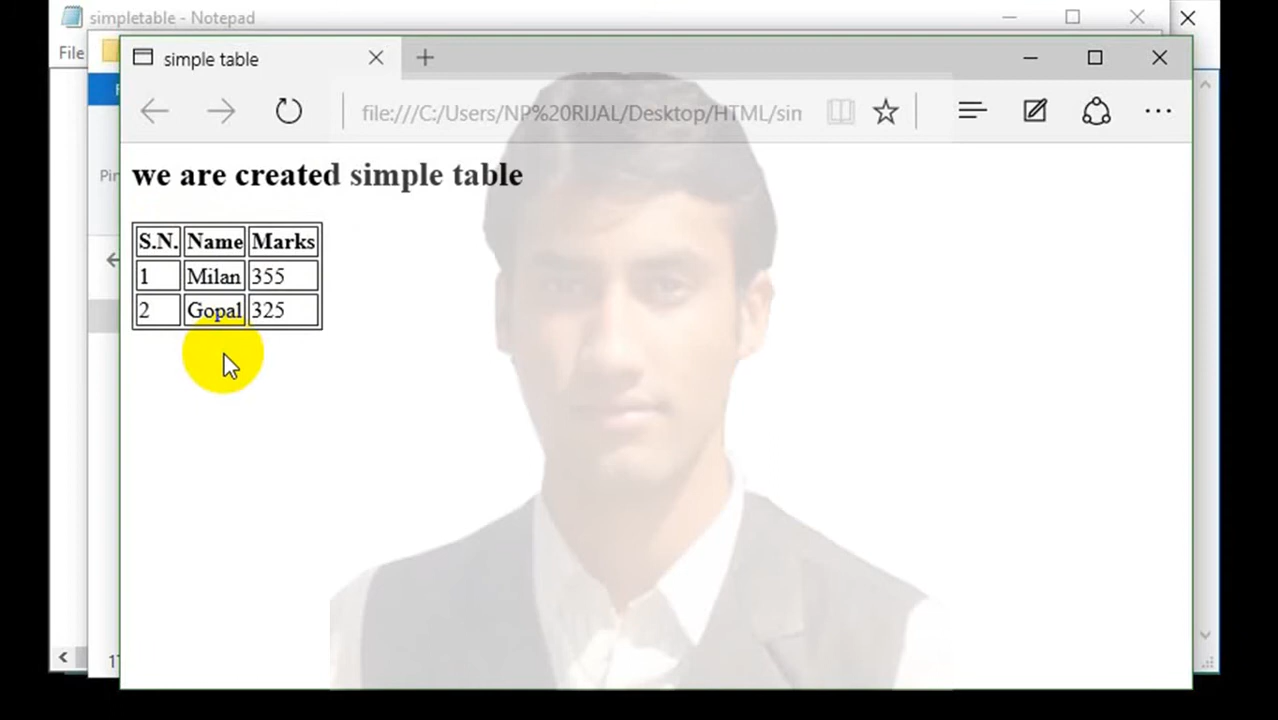 simpletable - Notepad
File
simple table
file:///C:/Users/NP%20RIJAL/Desktop/HTML/sin
we are created simple table
S.N. Name Marks
1 Milan 355
2 Gopal 325